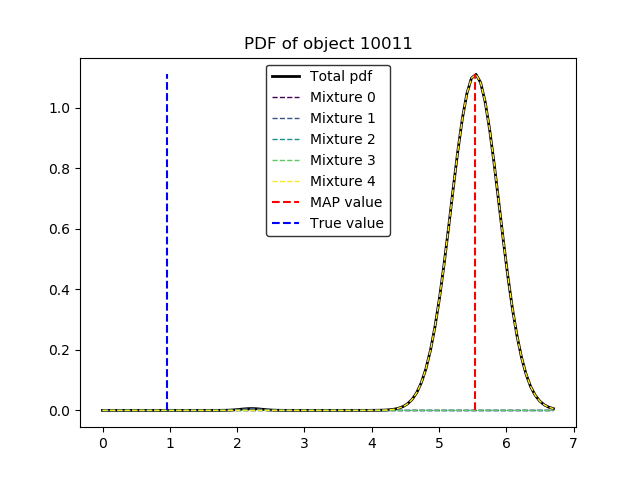 PDF of object 10011
Total pdf
Mixture 0
Mixture 1
Mixture 2
Mixture 3
Mixture 4
MAP value
True value
1.0
0.8
0.6
0.4
0.2
0.0
0 1 2 3 4 5 6 7